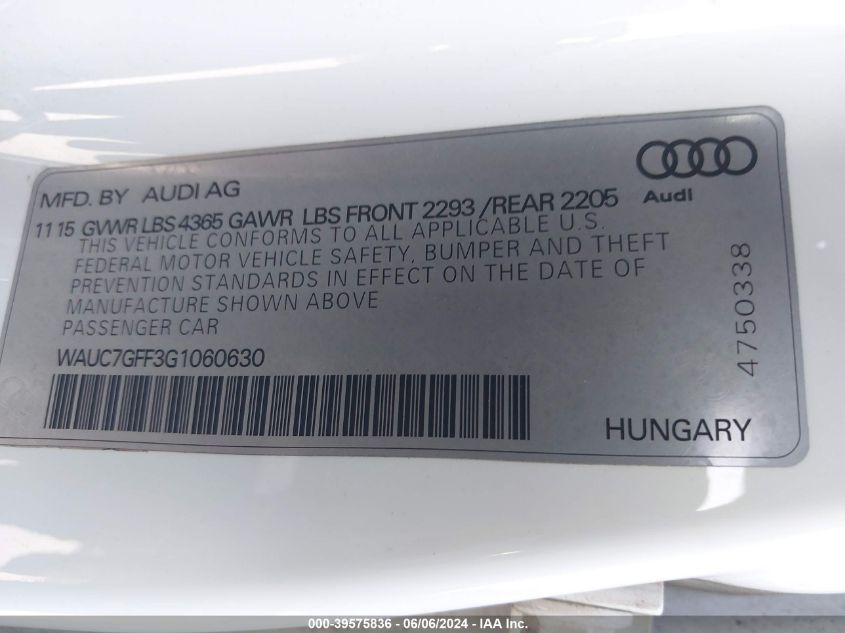 MFD. BY AUDI AG
Audi
11 15 GVWR LBS 4365 GAWR LBS FRONT 2293 /REAR 2205
THIS VEHICLE CONFORMS TO ALL APPLICABLE U.S.
FEDERAL MOTOR VEHICLE SAFETY, BUMPER AND THEFT
PREVENTION STANDARDS IN EFFECT ON THE DATE OF
MANUFACTURE SHOWN ABOVE
PASSENGER CAR
WAUC7GFF3G1060630
4750338
HUNGARY
000-39575836 - 06/06/2024 - IAA Inc.